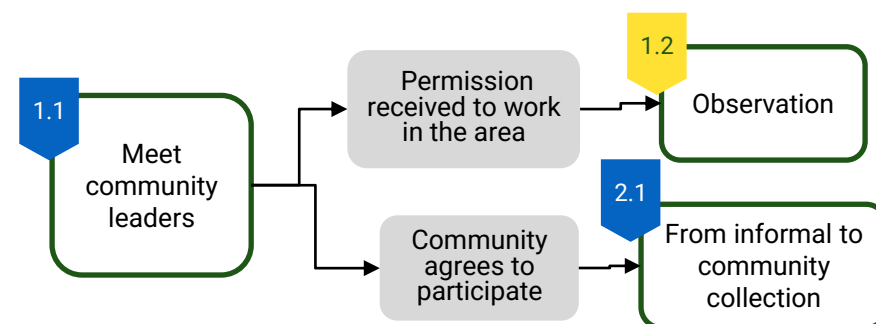 1.1
Meet
community
leaders
Permission
received to work
in the area
1.2
Observation
Community
agrees to
participate
2.1
From informal to
community
collection